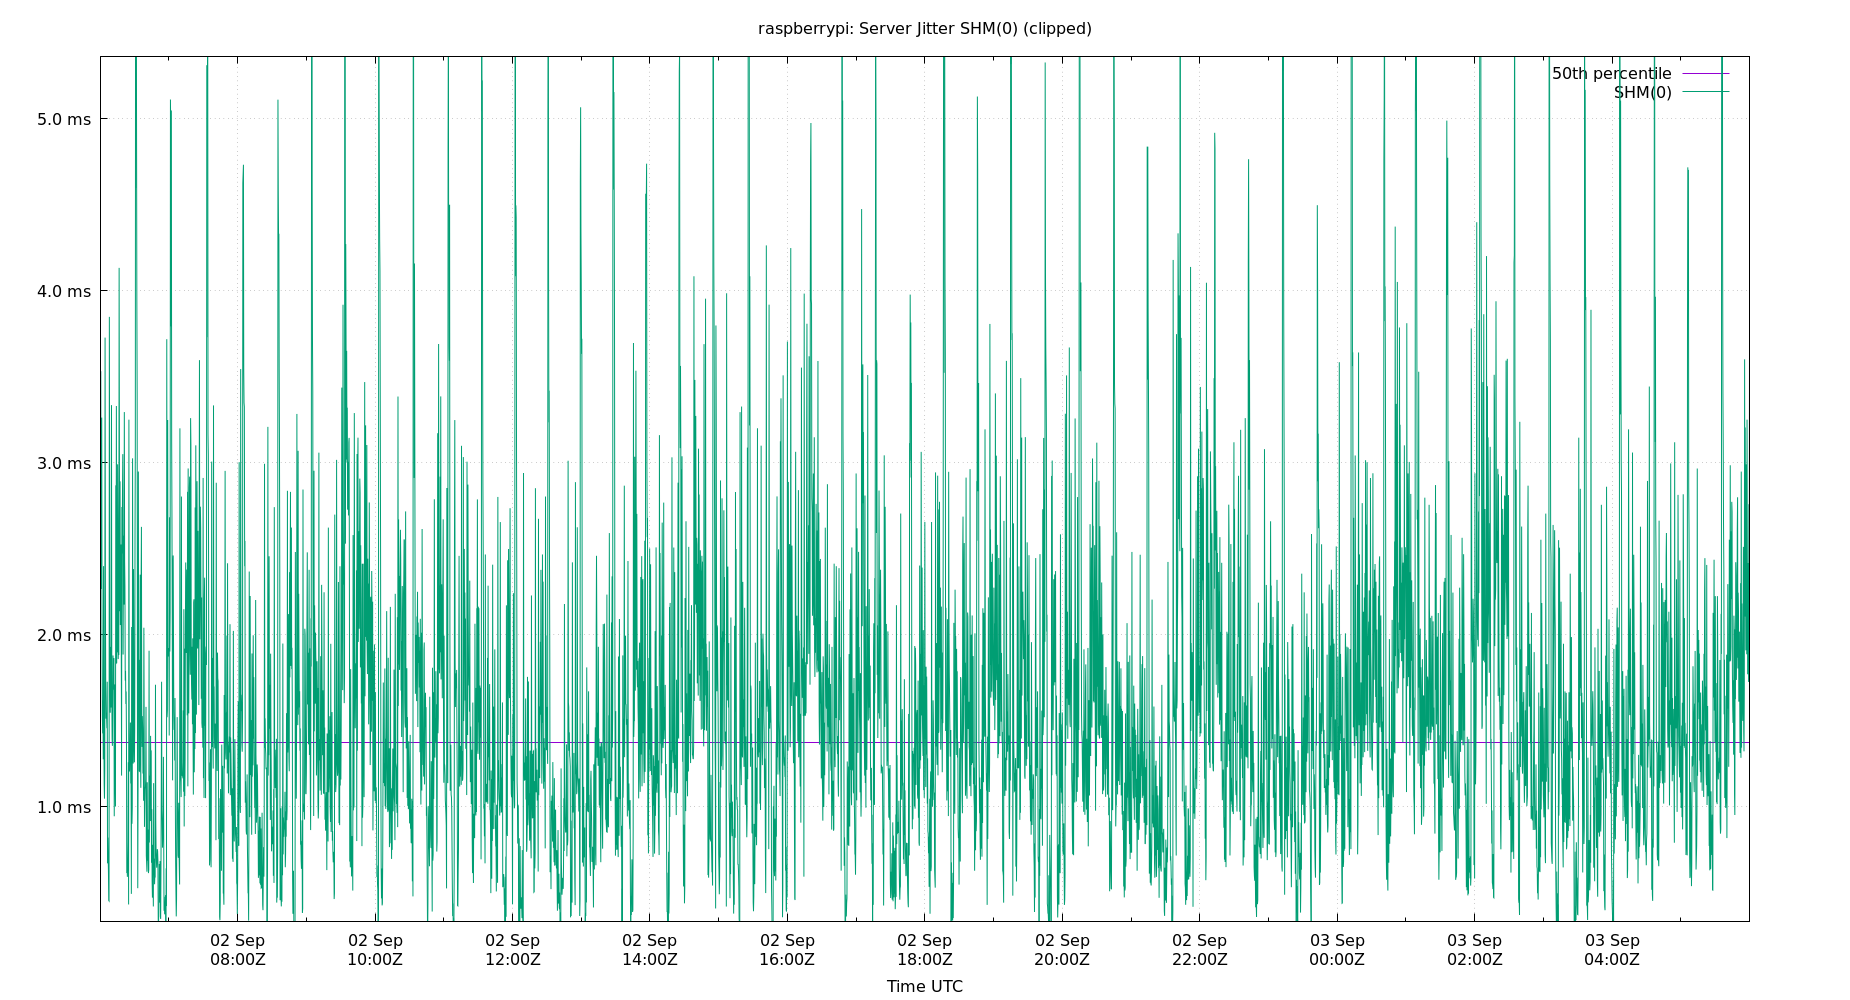 raspberrypi: Server Jitter SHM(0) (clipped)
50th percentile
SHM(0)
5.0 ms
4.0 ms
3.0 ms
2.0 ms
1.0 ms
02 Sep 02 Sep 02 Sep 02 Sep 02 Sep 02 Sep 02 Sep 02 Sep 03 Sep 03 Sep 03 Sep
08:00Z 10:00Z 12:00Z 14:00Z 16:00Z 18:00Z 20:00Z 22:00Z 00:00Z 02:00Z 04:00Z
Time UTC